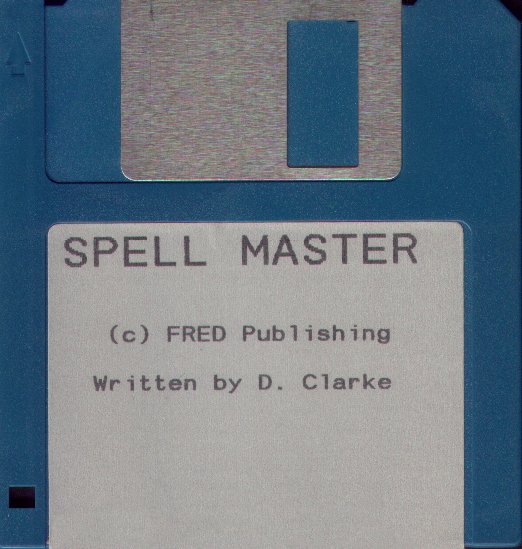 SPELL MASTER
(c) FRED Publishing
Written by D. Clarke